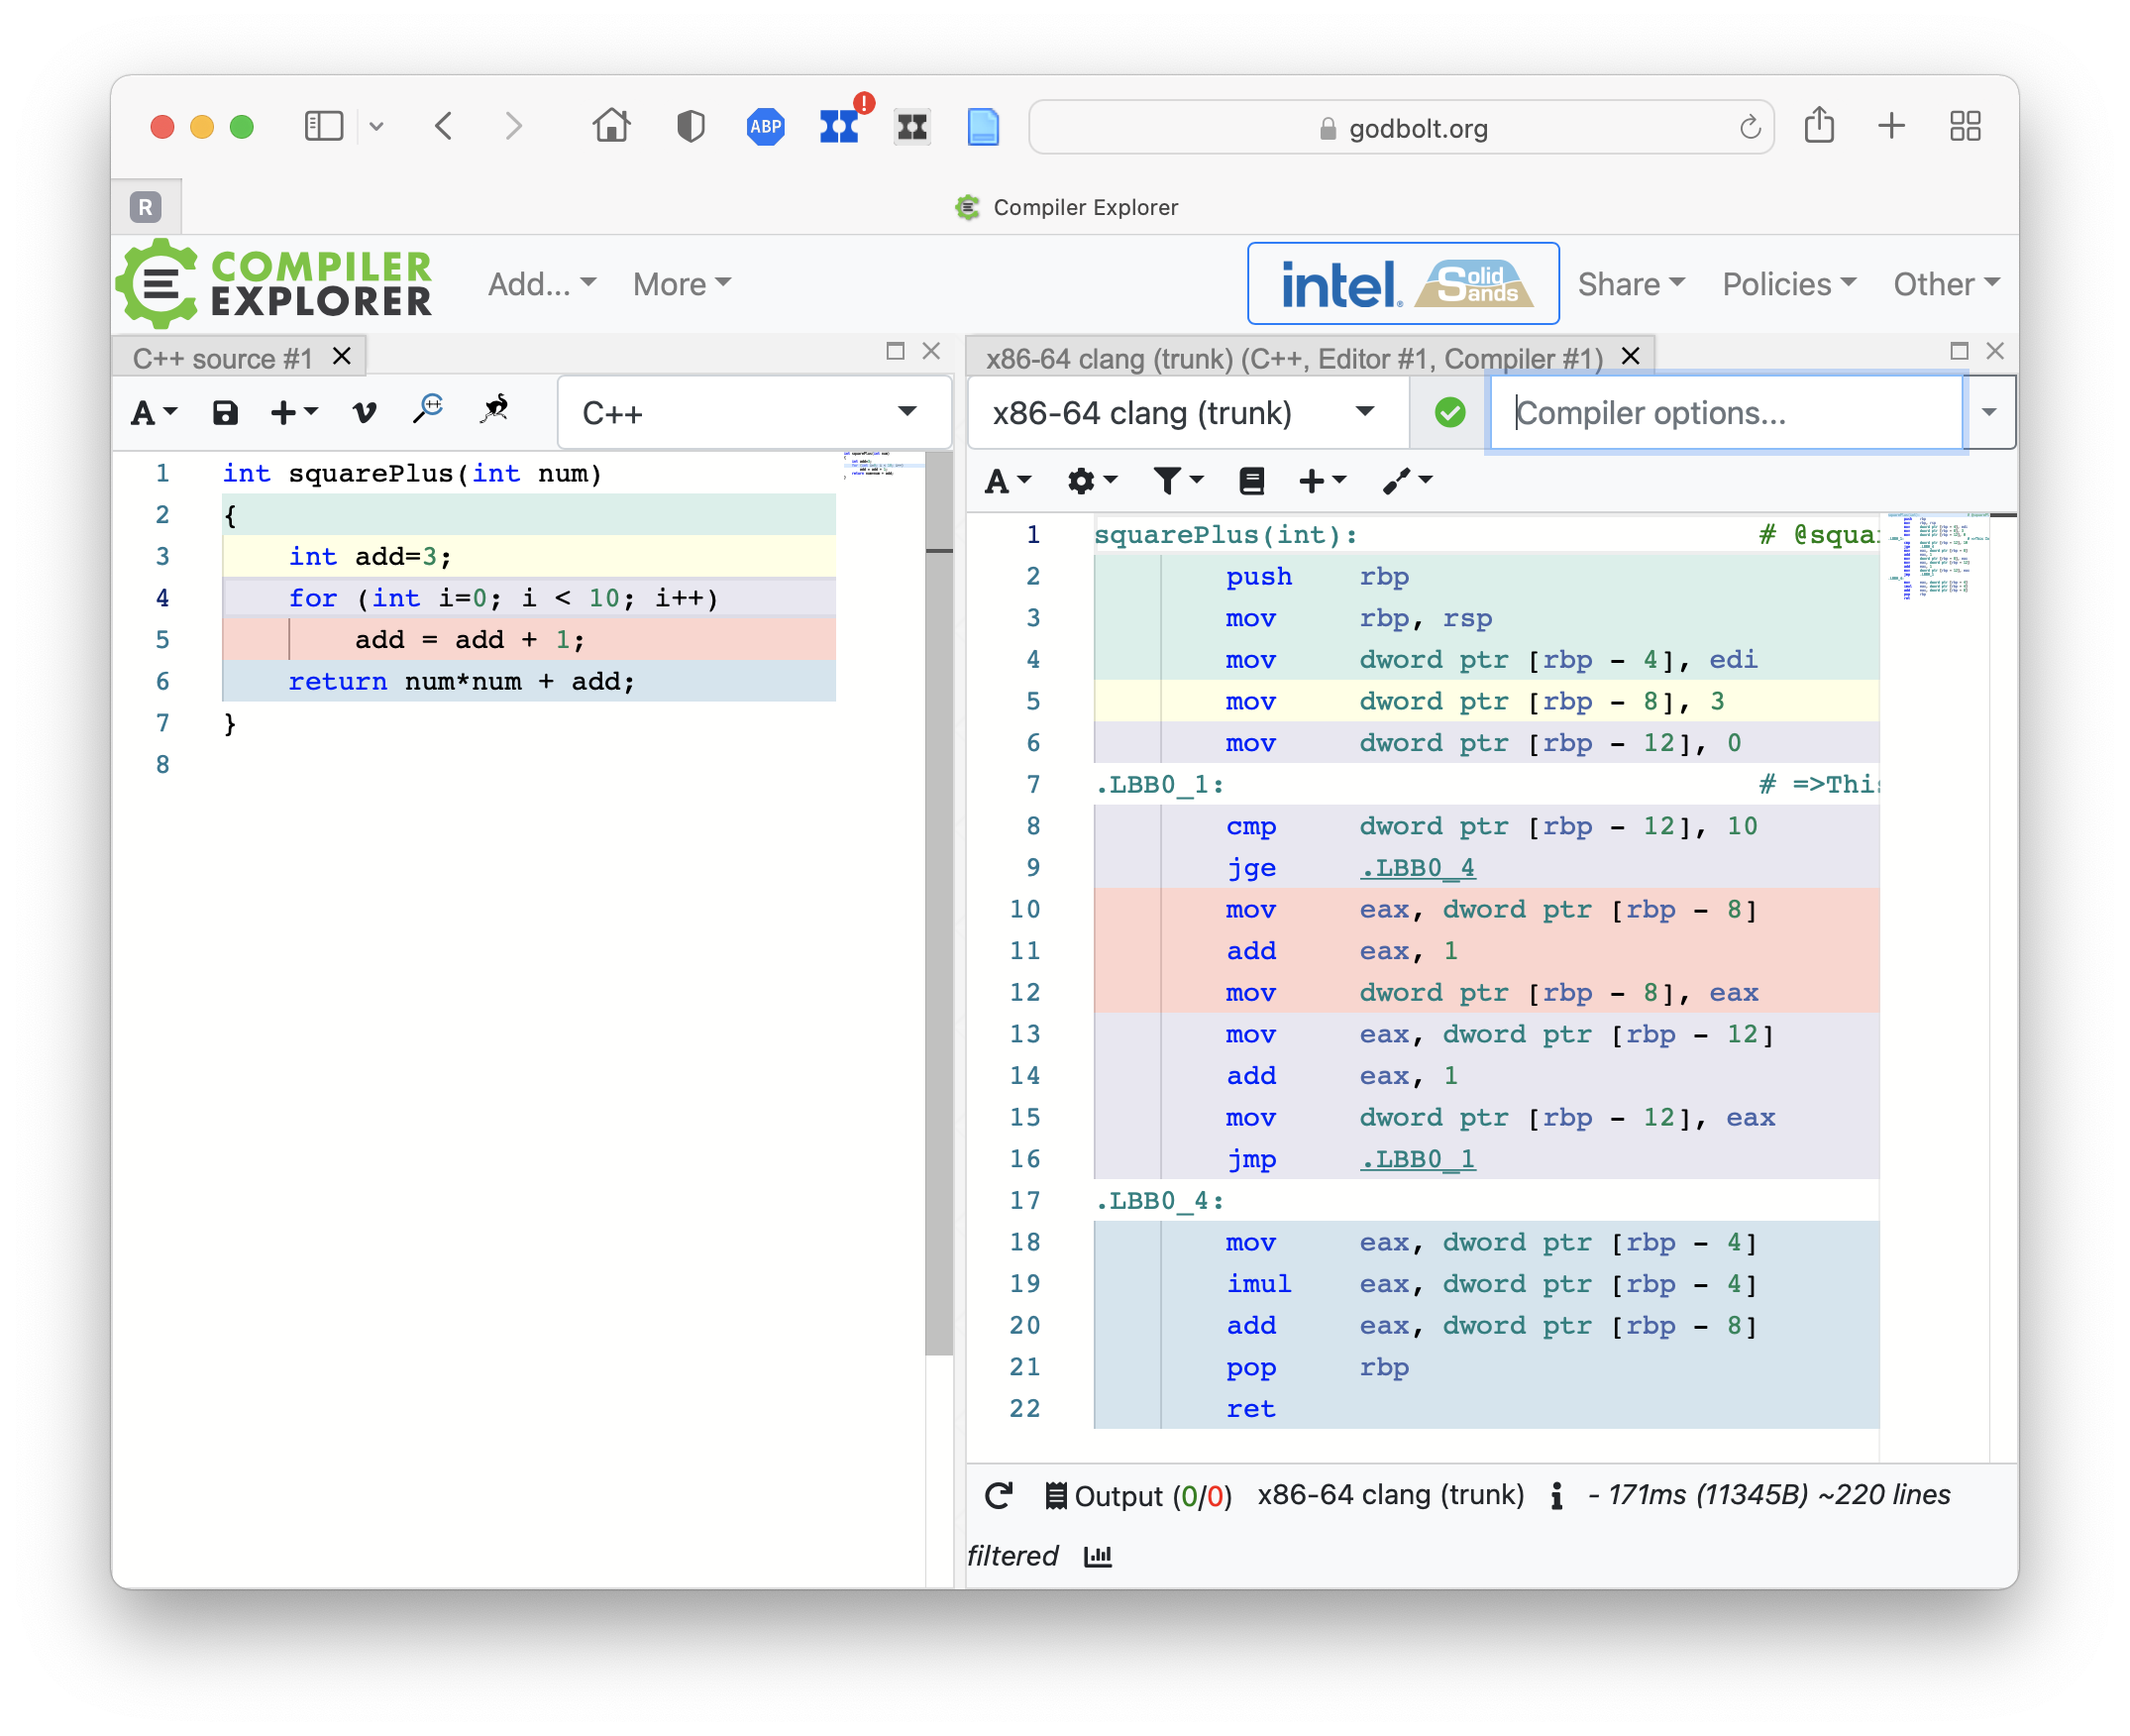 ABP
!
godbolt.org
R
Compiler Explorer
COMPILER
EXPLORER
Add...
More
intel.
Solid
Sands
Share
Policies
Other
C++ source #1
x86-64 clang (trunk) (C++, Editor #1, Compiler #1)
A
C++
x86-64 clang (trunk)
Compiler options...
A
1 int squarePlus(int num)
2 {
3 int add=3;
4 for (int i=0; i < 10; i++)
5 add = add + 1;
6 return num*num + add;
7 }
8
1 squarePlus(int): # @squa
2 push rbp
3 mov rbp, rsp
4 mov dword ptr [rbp - 4], edi
5 mov dword ptr [rbp - 8], 3
6 mov dword ptr [rbp - 12], 0
7 .LBB0_1: # =>This
8 cmp dword ptr [rbp - 12], 10
9 jge .LBB0_4
10 mov eax, dword ptr [rbp - 8]
11 add eax, 1
12 mov dword ptr [rbp - 8], eax
13 mov eax, dword ptr [rbp - 12]
14 add eax, 1
15 mov dword ptr [rbp - 12], eax
16 jmp .LBB0_1
17 .LBB0_4:
18 mov eax, dword ptr [rbp - 4]
19 imul eax, dword ptr [rbp - 4]
20 add eax, dword ptr [rbp - 8]
21 pop rbp
22 ret
Output (0/0) x86-64 clang (trunk) i - 171ms (11345B) ~220 lines
filtered